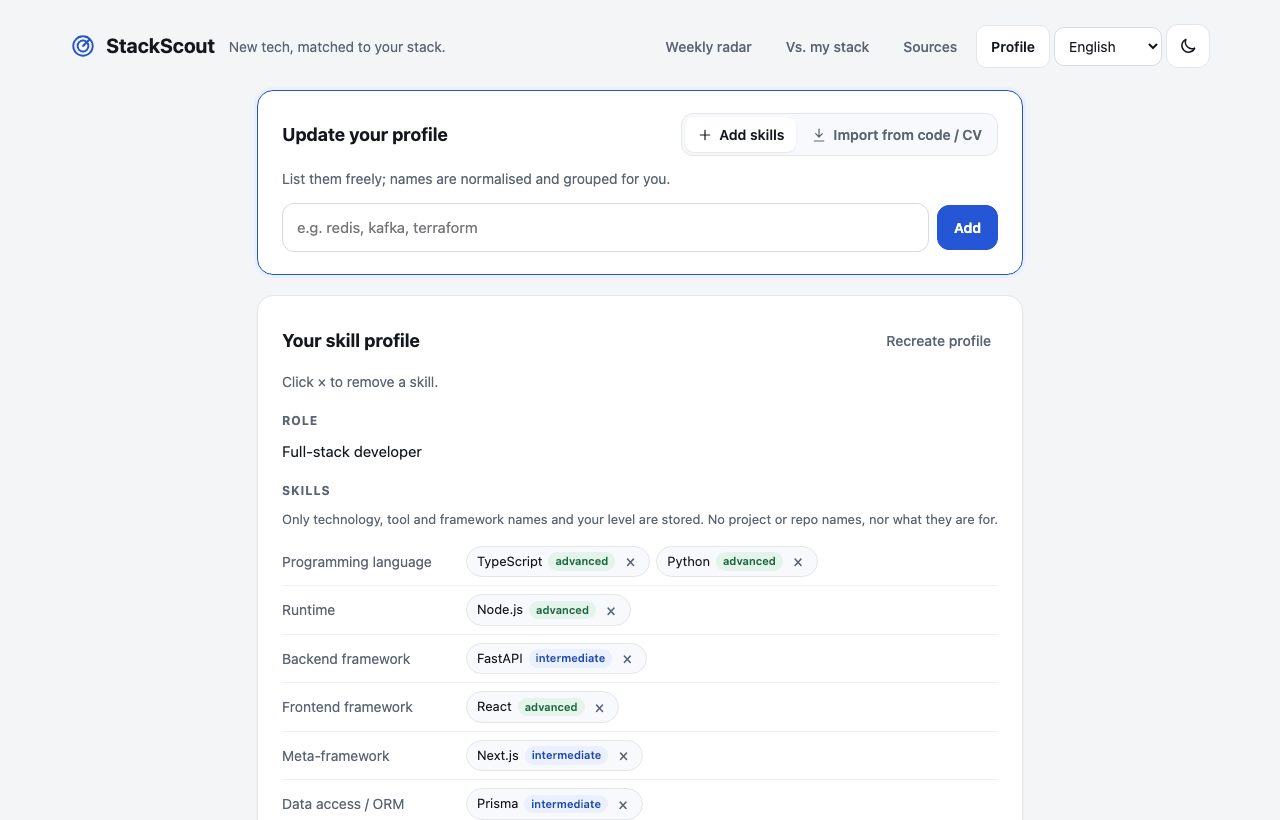 StackScout New tech, matched to your stack. Weekly radar Vs. my stack Sources Profile English
Update your profile + Add skills Import from code / CV
List them freely; names are normalised and grouped for you.
e.g. redis, kafka, terraform Add
Your skill profile Recreate profile
Click × to remove a skill.
ROLE
Full-stack developer
SKILLS
Only technology, tool and framework names and your level are stored. No project or repo names, nor what they are for.
Programming language TypeScript advanced × Python advanced ×
Runtime Node.js advanced ×
Backend framework FastAPI intermediate ×
Frontend framework React advanced ×
Meta-framework Next.js intermediate ×
Data access / ORM Prisma intermediate ×